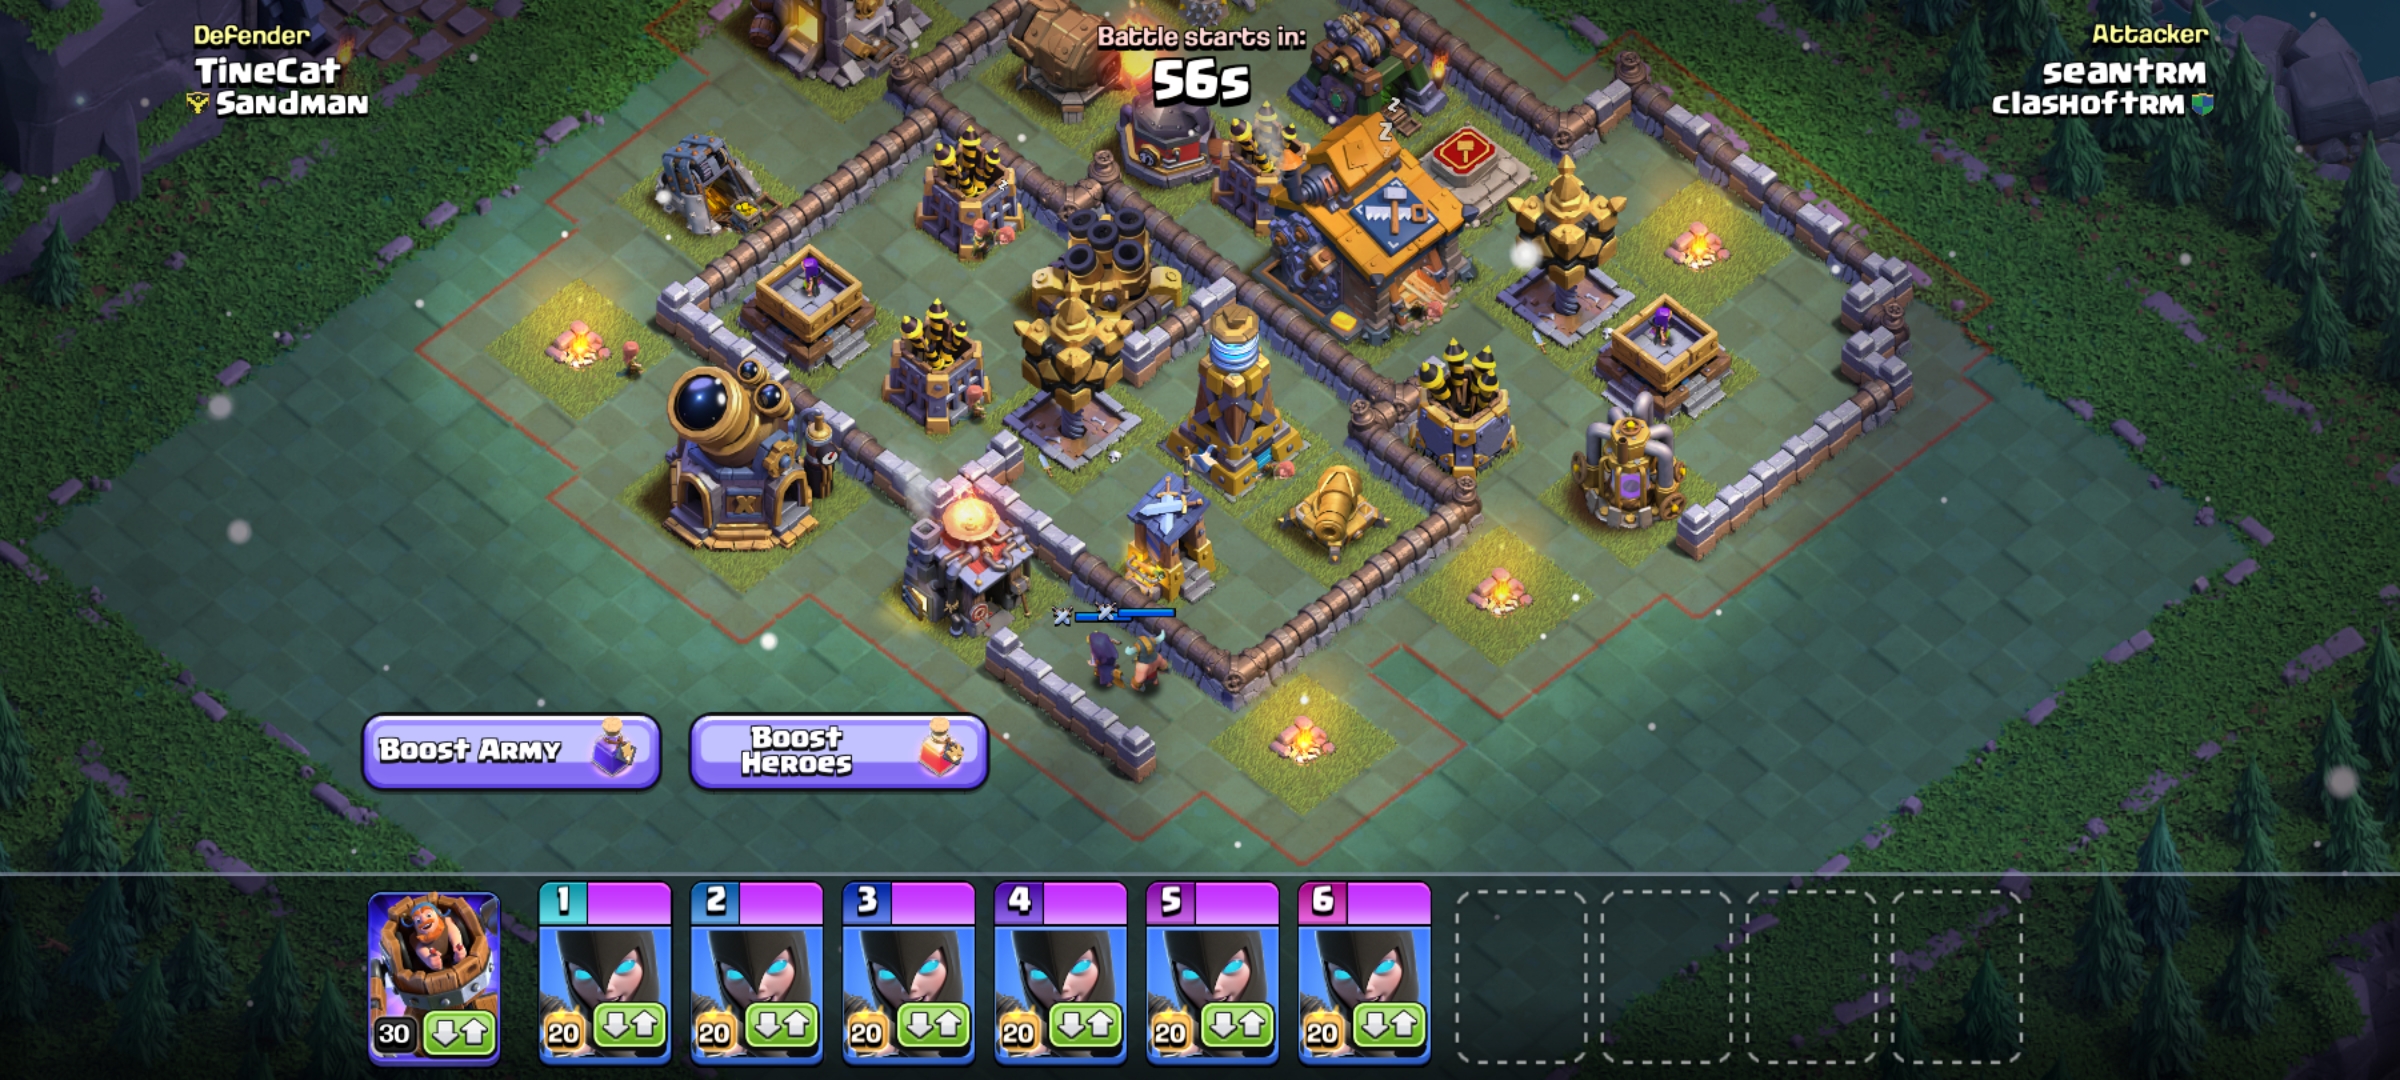 Defender
TineCat
Sandman
Battle starts in:
56s
Attacker
seantRM
clashoftRM
Boost Army
Boost
Heroes
30
1
20
2
20
3
20
4
20
5
20
6
20